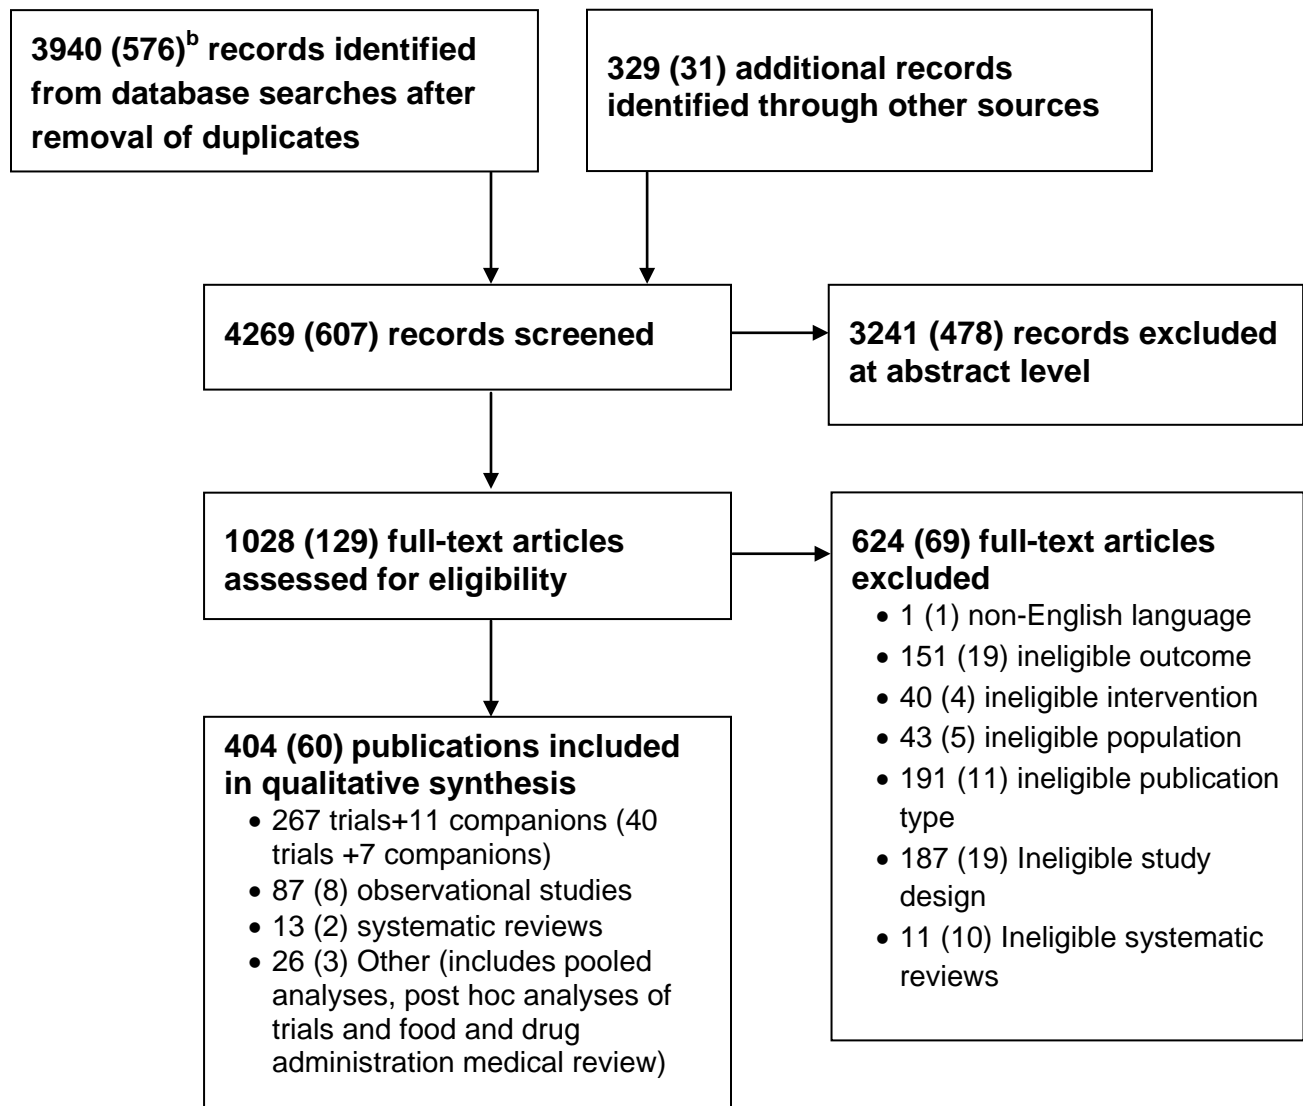 3940 (576)b records identified
from database searches after
removal of duplicates
329 (31) additional records
identified through other sources
4269 (607) records screened
3241 (478) records excluded
at abstract level
1028 (129) full-text articles
assessed for eligibility
624 (69) full-text articles
excluded
• 1 (1) non-English language
• 151 (19) ineligible outcome
• 40 (4) ineligible intervention
• 43 (5) ineligible population
• 191 (11) ineligible publication
type
• 187 (19) Ineligible study
design
• 11 (10) Ineligible systematic
reviews
404 (60) publications included
in qualitative synthesis
• 267 trials+11 companions (40
trials +7 companions)
• 87 (8) observational studies
• 13 (2) systematic reviews
• 26 (3) Other (includes pooled
analyses, post hoc analyses of
trials and food and drug
administration medical review)